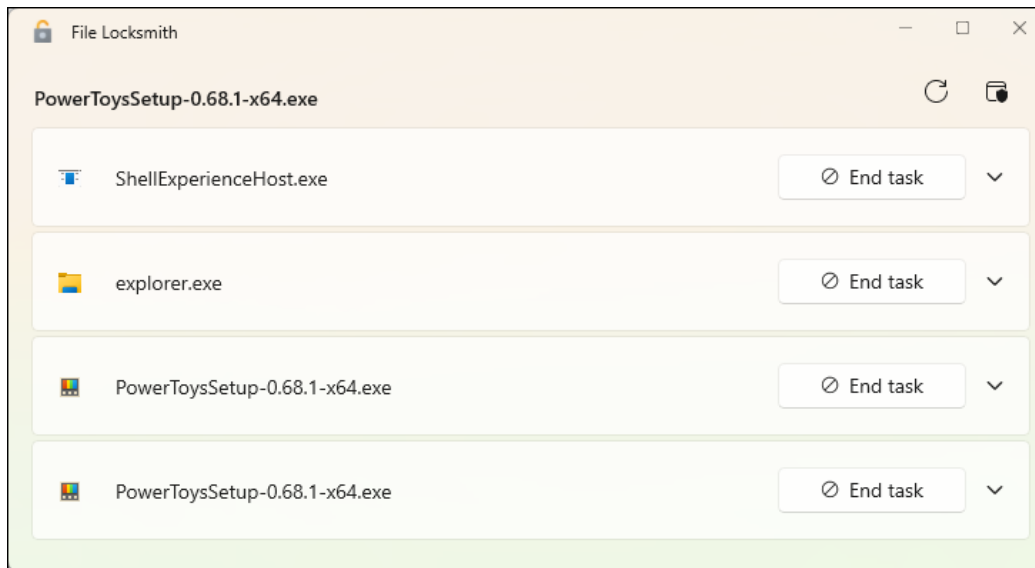 File Locksmith
PowerToysSetup-0.68.1-x64.exe
ShellExperienceHost.exe End task
explorer.exe End task
PowerToysSetup-0.68.1-x64.exe End task
PowerToysSetup-0.68.1-x64.exe End task